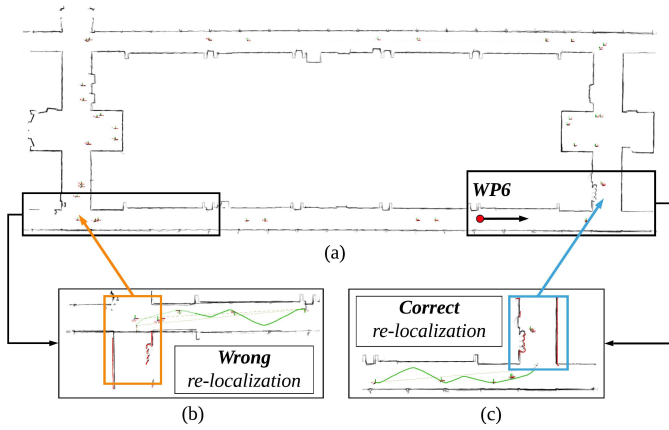 WP6
(a)
Wrong
re-localization
Correct
re-localization
(b)
(c)